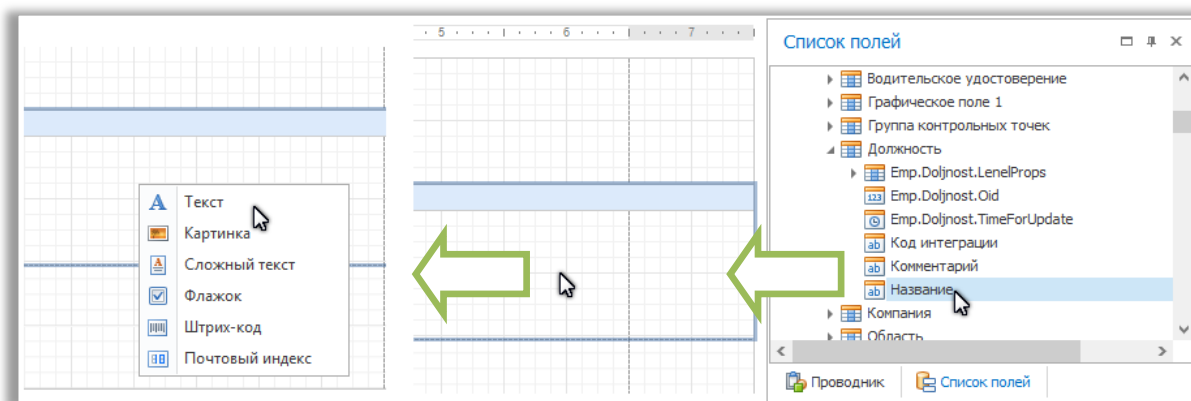 Текст
Картинка
Сложный текст
Флажок
Штрих-код
Почтовый индекс
5 6 7
Список полей
Водительское удостоверение
Графическое поле 1
Группа контрольных точек
Должность
Emp.Doljnost.LenelProps
123 Emp.Doljnost.Oid
Emp.Doljnost.TimeForUpdate
ab Код интеграции
ab Комментарий
ab Название
Компания
Область
Проводник Список полей